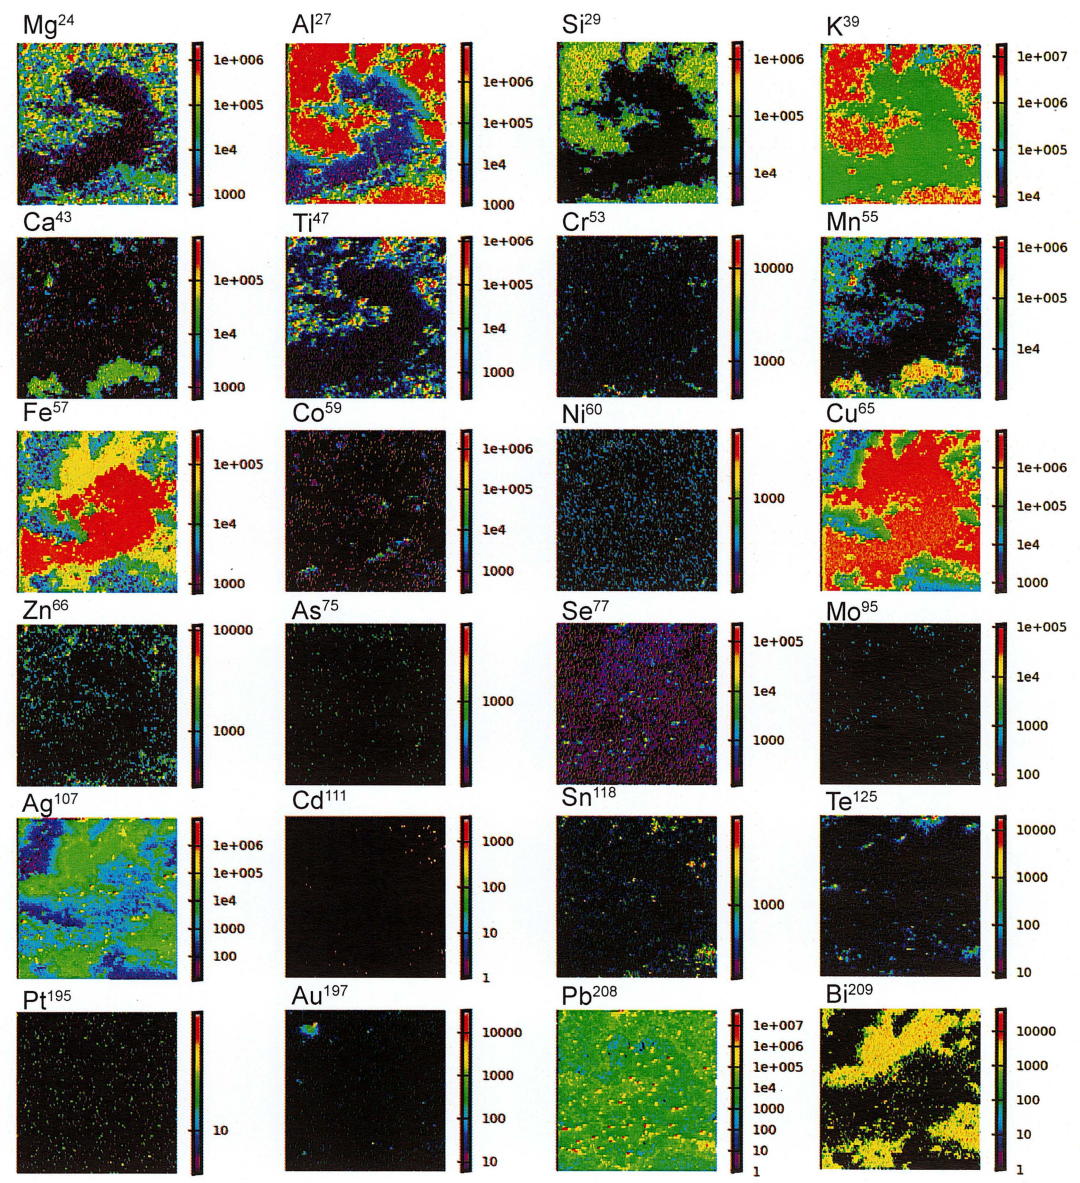 Mg24 Al27 Si29 K39
1e+006 1e+005 1e4 1000
1e+006 1e+005 1e4 1000
1e+006 1e+005 1e4
1e+007 1e+006 1e+005 1e4
Ca43 Ti47 Cr53 Mn55
1e+005 1e4 1000
1e+006 1e+005 1e4 1000
10000 1000
1e+006 1e+005 1e4
Fe57 Co59 Ni60 Cu65
1e+005 1e4 1000
1e+006 1e+005 1e4 1000
1000
1e+006 1e+005 1e4 1000
Zn66 As75 Se77 Mo95
10000 1000
1000
1e+005 1e4 1000
1e+005 1e4 1000 100
Ag107 Cd111 Sn118 Te125
1e+006 1e+005 1e4 1000 100
1000 100 10 1
1000
10000 1000 100 10
Pt195 Au197 Pb208 Bi209
10
10000 1000 100 10
1e+007 1e+006 1e+005 1e4 1000 100 10 1
10000 1000 100 10 1